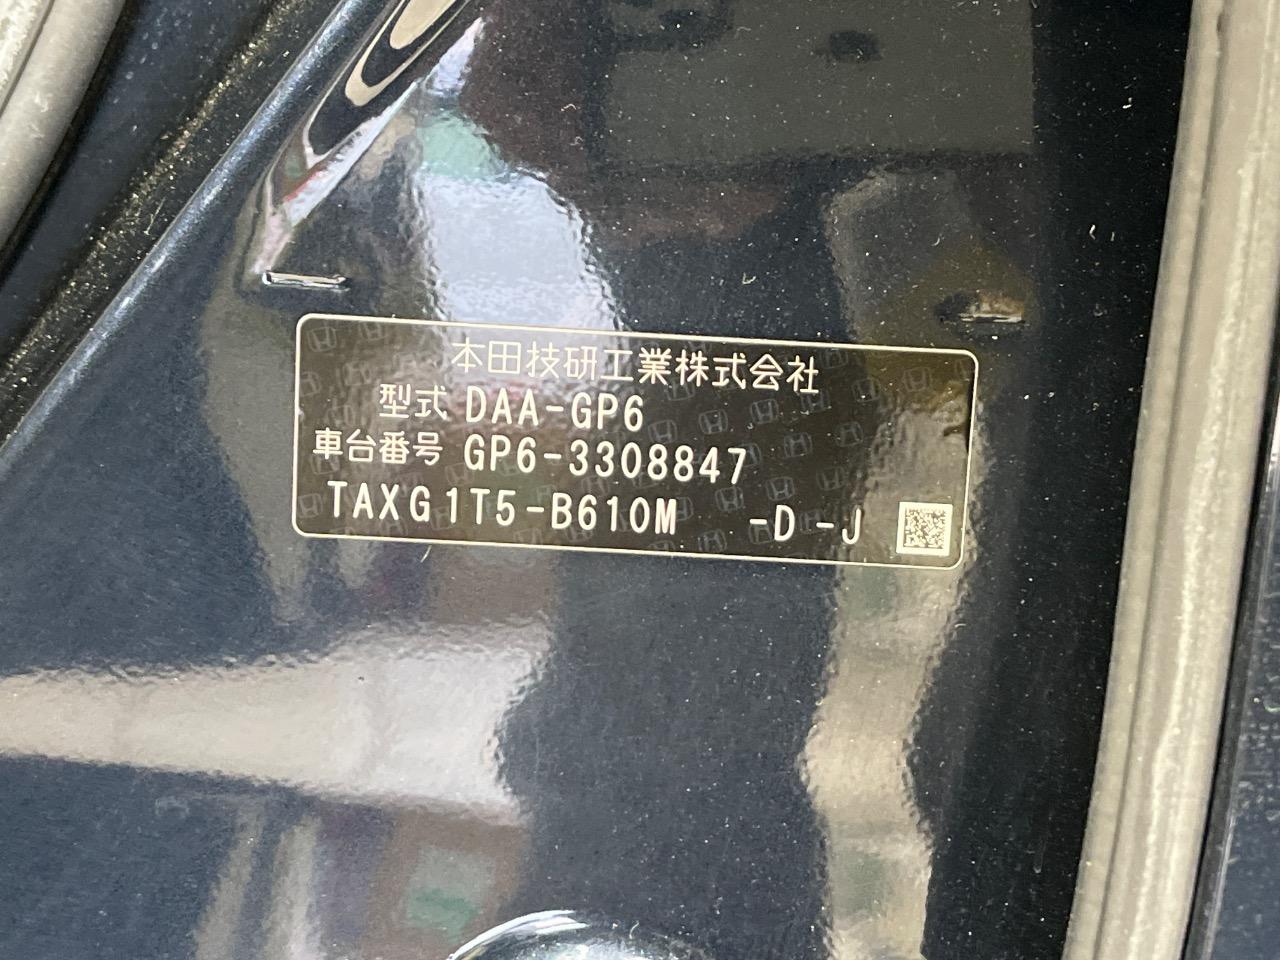 本田技研工業株式会社
型式 DAA-GP6
車台番号 GP6-3308847
TAXG1T5-B610M -D-J